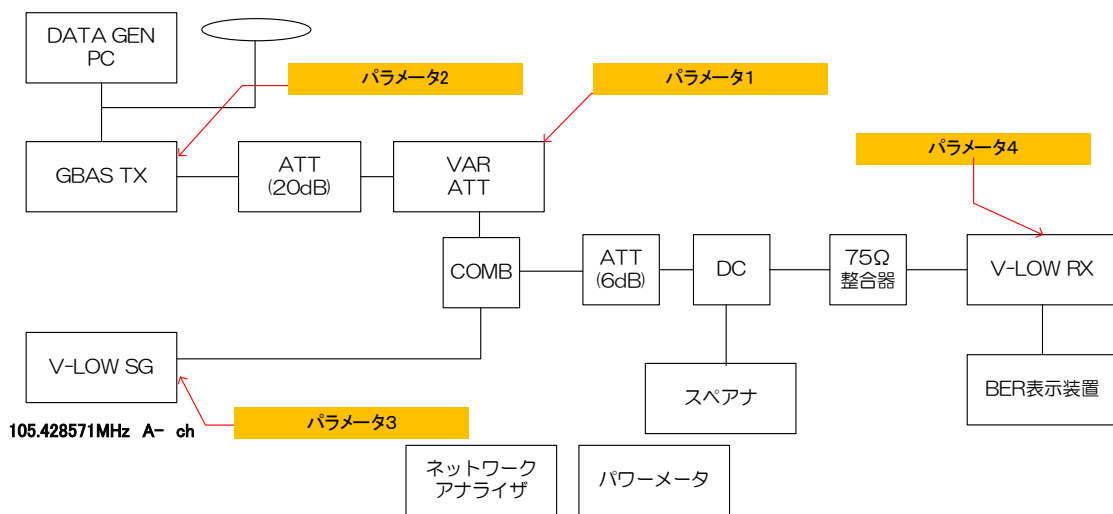 DATA GEN
PC
パラメータ2
パラメータ1
パラメータ4
GBAS TX
ATT
(20dB)
VAR
ATT
COMB
ATT
(6dB)
DC
75Ω
整合器
V-LOW RX
V-LOW SG
スペアナ
BER表示装置
105.428571MHz A- ch
パラメータ3
ネットワーク
アナライザ
パワーメータ